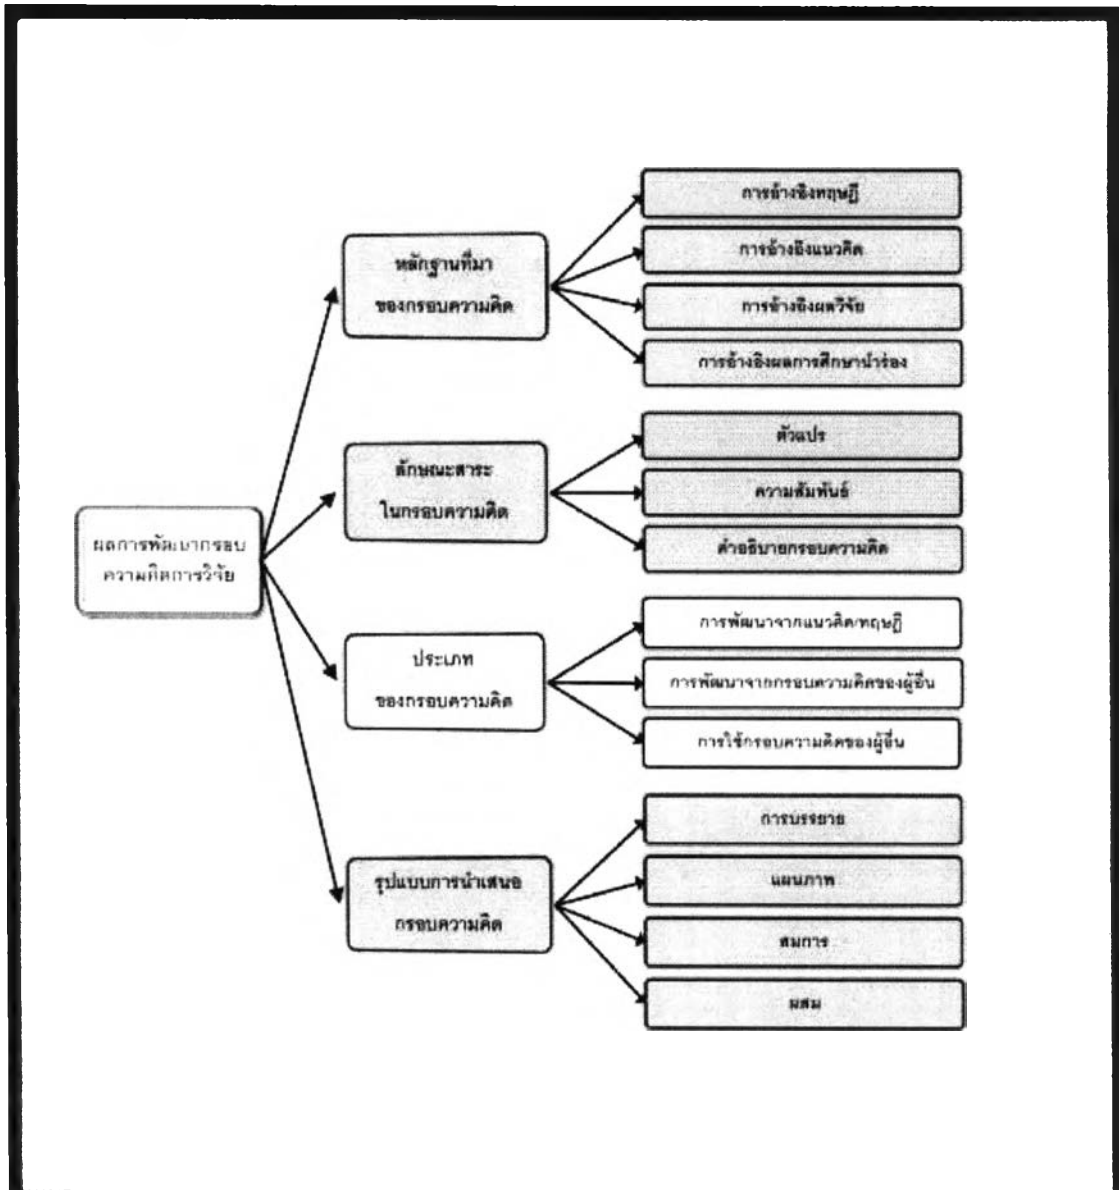 ผลการพัฒนากรอบ
ความคิดการวิจัย
หลักฐานที่มา
ของกรอบความคิด
การอ้างอิงทฤษฎี
การอ้างอิงแนวคิด
การอ้างอิงผลวิจัย
การอ้างอิงผลการศึกษานำร่อง
ลักษณะสาระ
ในกรอบความคิด
ตัวแปร
ความสัมพันธ์
คำอธิบายกรอบความคิด
ประเภท
ของกรอบความคิด
การพัฒนาจากแนวคิด/ทฤษฎี
การพัฒนาจากกรอบความคิดของผู้อื่น
การใช้กรอบความคิดของผู้อื่น
รูปแบบการนำเสนอ
กรอบความคิด
การบรรยาย
แผนภาพ
สมการ
ผสม